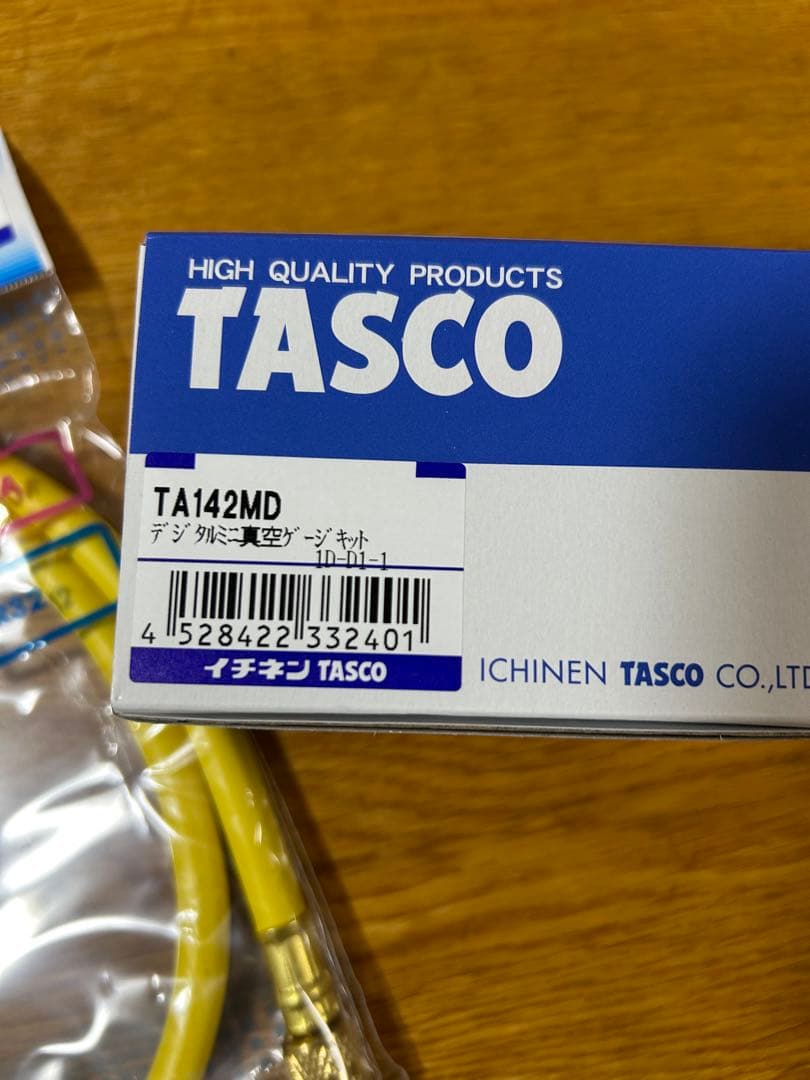 HIGH QUALITY PRODUCTS
TASCO
TA142MD
デジタルミニ真空ゲージキット
1D-D1-1
4 528422 332401
イチネン TASCO
ICHINEN TASCO CO.,LTD